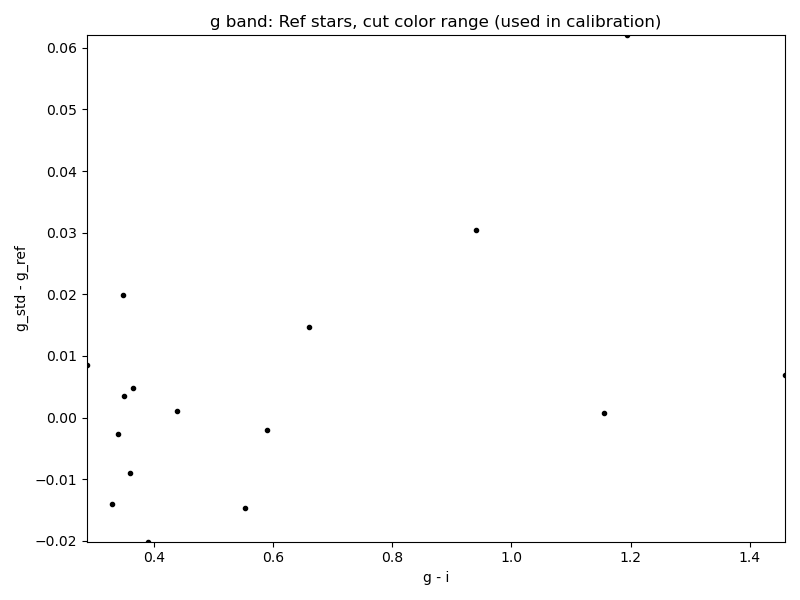 g band: Ref stars, cut color range (used in calibration)
0.06
0.05
0.04
0.03
0.02
0.01
0.00
−0.01
−0.02
g_std - g_ref
0.4 0.6 0.8 1.0 1.2 1.4
g - i